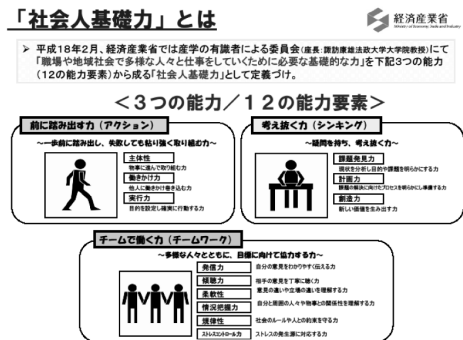 「社会人基礎力」とは
経済産業省
Ministry of Economy, Trade and Industry
➢ 平成18年2月、経済産業省では産学の有識者による委員会(座長:諏訪康雄法政大学大学院教授)にて
「職場や地域社会で多様な人々と仕事をしていくために必要な基礎的な力」を下記3つの能力
(12の能力要素)から成る「社会人基礎力」として定義づけ。
<3つの能力/12の能力要素>
前に踏み出す力(アクション)
~一歩前に踏み出し、失敗しても粘り強く取り組む力~
主体性
物事に進んで取り組む力
働きかけ力
他人に働きかけ巻き込む力
実行力
目的を設定し確実に行動する力
考え抜く力(シンキング)
~疑問を持ち、考え抜く力~
課題発見力
現状を分析し目的や課題を明らかにする力
計画力
課題の解決に向けたプロセスを明らかにし準備する力
創造力
新しい価値を生み出す力
チームで働く力(チームワーク)
~多様な人々とともに、目標に向けて協力する力~
発信力 自分の意見をわかりやすく伝える力
傾聴力 相手の意見を丁寧に聴く力
柔軟性 意見の違いや立場の違いを理解する力
情況把握力 自分と周囲の人々や物事との関係性を理解する力
規律性 社会のルールや人との約束を守る力
ストレスコントロール力 ストレスの発生源に対応する力